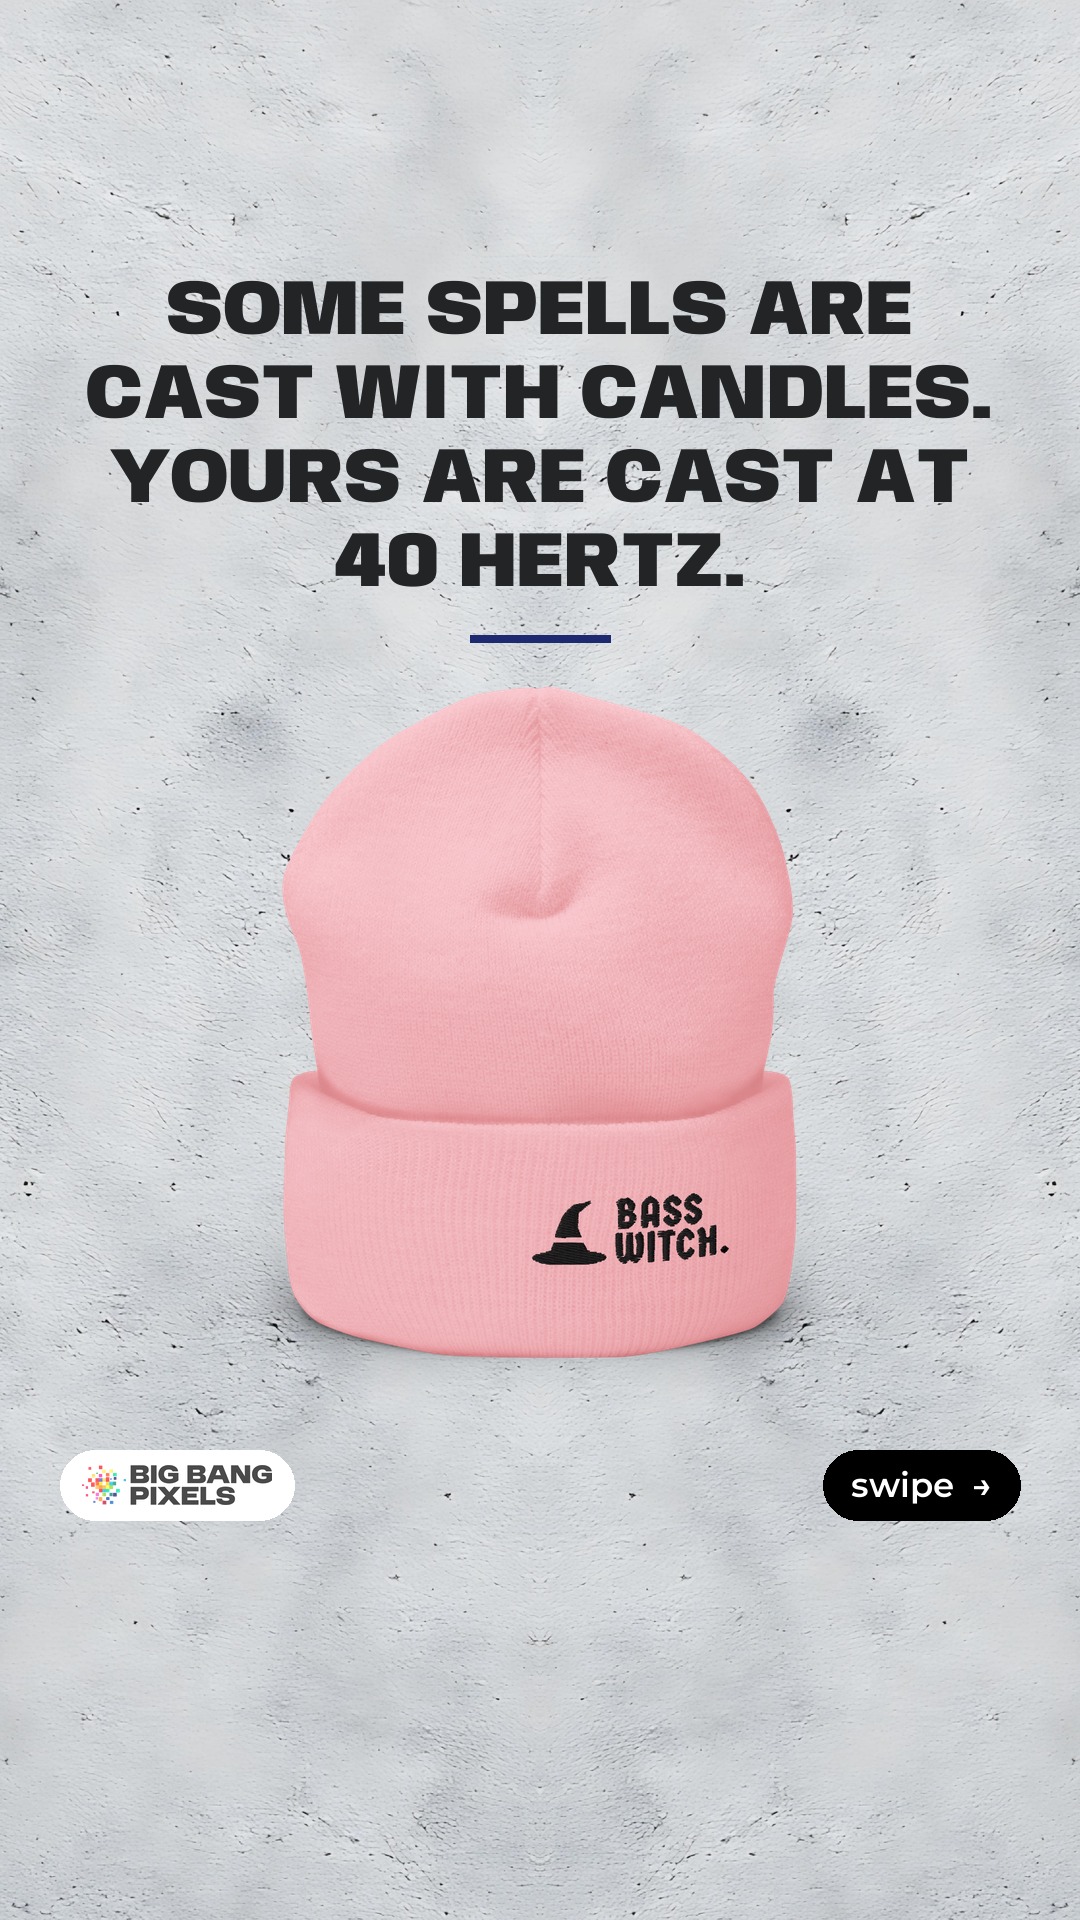 SOME SPELLS ARE
CAST WITH CANDLES.
YOURS ARE CAST AT
40 HERTZ.
BASS
WITCH.
BIG BANG
PIXELS
swipe →